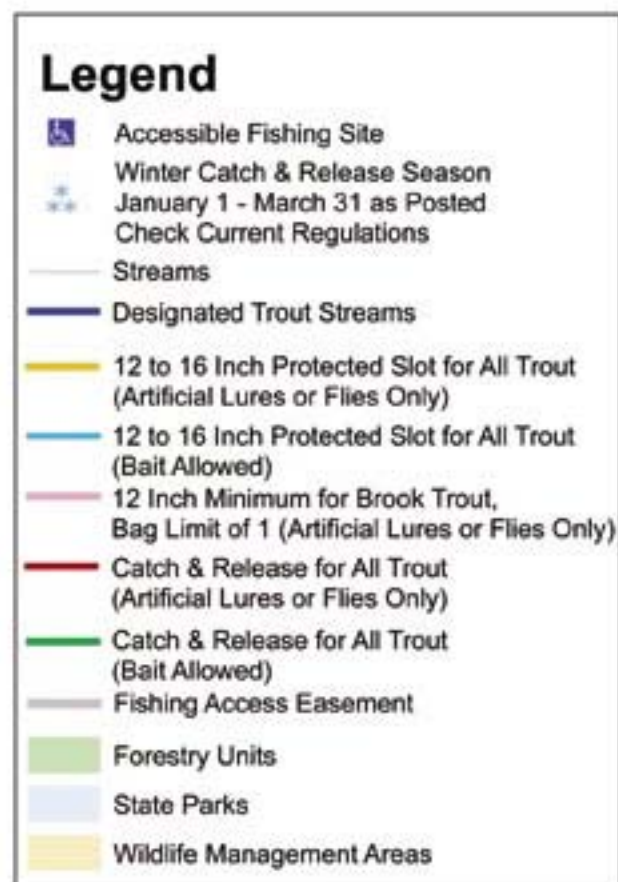 Legend
Accessible Fishing Site
Winter Catch & Release Season
January 1 - March 31 as Posted
Check Current Regulations
Streams
Designated Trout Streams
12 to 16 Inch Protected Slot for All Trout
(Artificial Lures or Flies Only)
12 to 16 Inch Protected Slot for All Trout
(Bait Allowed)
12 Inch Minimum for Brook Trout,
Bag Limit of 1 (Artificial Lures or Flies Only)
Catch & Release for All Trout
(Artificial Lures or Flies Only)
Catch & Release for All Trout
(Bait Allowed)
Fishing Access Easement
Forestry Units
State Parks
Wildlife Management Areas